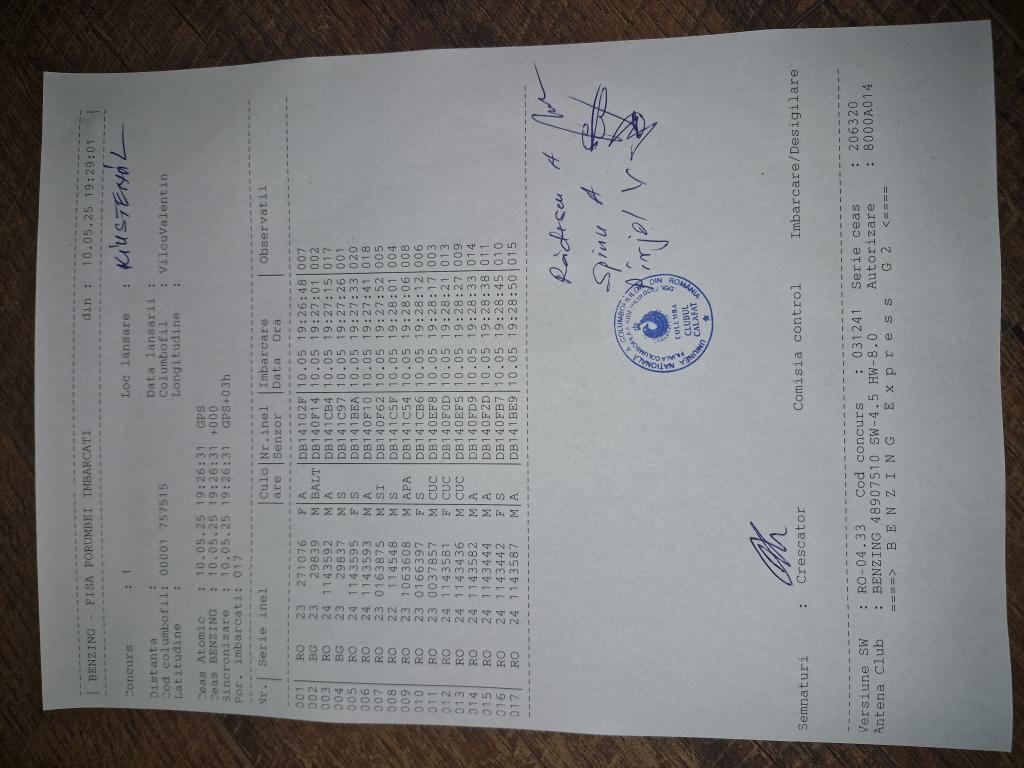 | BENZING - FISA PORUMBEI IMBARCATI din : 10.05.25 19:29:01 |
Concurs : 1 Loc lansare : KIUSTENDIL
Distanta : Data lansarii :
Cod columbofil: 00001 757515 Columbofil : VilcuValentin
Latitudine : Longitudine :
Ceas Atomic : 10.05.25 19:26:31 GPS
Ceas BENZING : 10.05.25 19:26:31 +000
Sincronizare : 10.05.25 19:26:31 GPS+03h
Por. imbarcati: 017
Nr.| Serie inel |Culo|Nr.inel |Imbarcare | Observatii
| |are |Senzor |Data Ora |
001| RO 23 271076 F|A |DB14102F|10.05 19:26:48|007
002| BG 23 29839 M|BALT|DB140F14|10.05 19:27:01|002
003| RO 24 1143592 M|A |DB141CB4|10.05 19:27:15|017
004| BG 23 29837 M|S |DB141C97|10.05 19:27:26|001
005| RO 24 1143595 F|S |DB141BEA|10.05 19:27:33|020
006| RO 24 1143593 M|A |DB140F10|10.05 19:27:41|018
007| RO 23 0163875 M|SI |DB140F62|10.05 19:27:52|005
008| RO 22 1114548 M|S |DB141C5F|10.05 19:28:01|004
009| RO 23 1063608 M|APA |DB141C54|10.05 19:28:06|008
010| RO 23 0166397 F|S |DB141CB6|10.05 19:28:12|006
011| RO 23 0037857 M|CUC |DB140EF8|10.05 19:28:17|003
012| RO 24 1143581 F|CUC |DB140F0D|10.05 19:28:21|013
013| RO 24 1143436 M|CUC |DB140EF5|10.05 19:28:27|009
014| RO 24 1143582 M|A |DB140FD9|10.05 19:28:33|014
015| RO 24 1143444 M|A |DB140F2D|10.05 19:28:38|011
016| RO 24 1143442 F|S |DB140FB7|10.05 19:28:45|010
017| RO 24 1143587 M|A |DB141BE9|10.05 19:28:50|015
Rădescu A
Spinu A
UNIUNEA NATIONALĂ A COLUMBOFILILOR DIN ROMANIA
COLUMBA
CLUBUL
CALAFAT
Semnaturi : Crescator Comisia control Imbarcare/Desigilare
Versiune SW : RO-04.33 Cod concurs : 031241 Serie ceas : 206320
Antena Club : BENZING 48907510 SW-4.5 HW-8.0 Autorizare : 8000A014
====> B E N Z I N G E x p r e s s G 2 <====